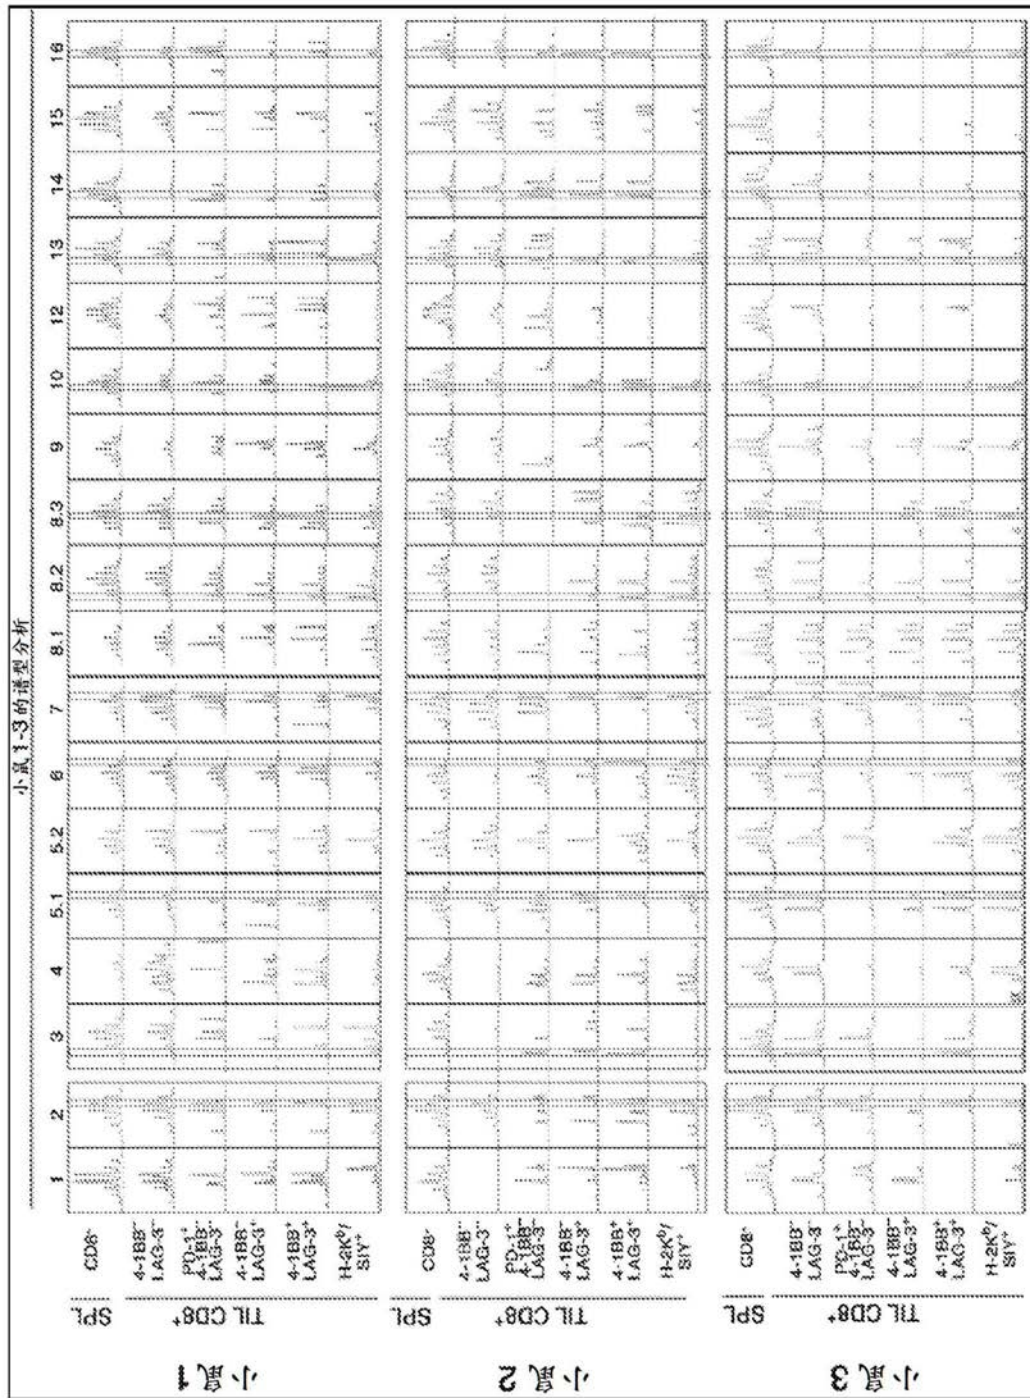 小鼠1-3的谱型分析
1 2 3 4 5.1 5.2 6 7 8.1 8.2 8.3 9 10 12 13 14 15 16
小鼠1
SPL
CD8⁺
TIL CD8⁺
4-1BB⁻
LAG-3⁻
PD-1⁺
4-1BB⁻
LAG-3⁻
4-1BB⁻
LAG-3⁺
4-1BB⁺
LAG-3⁺
H-2Kᵇ/
SIY⁺
小鼠2
SPL
CD8⁺
TIL CD8⁺
4-1BB⁻
LAG-3⁻
PD-1⁺
4-1BB⁻
LAG-3⁻
4-1BB⁻
LAG-3⁺
4-1BB⁺
LAG-3⁺
H-2Kᵇ/
SIY⁺
小鼠3
SPL
CD8⁺
TIL CD8⁺
4-1BB⁻
LAG-3⁻
PD-1⁺
4-1BB⁻
LAG-3⁻
4-1BB⁻
LAG-3⁺
4-1BB⁺
LAG-3⁺
H-2Kᵇ/
SIY⁺